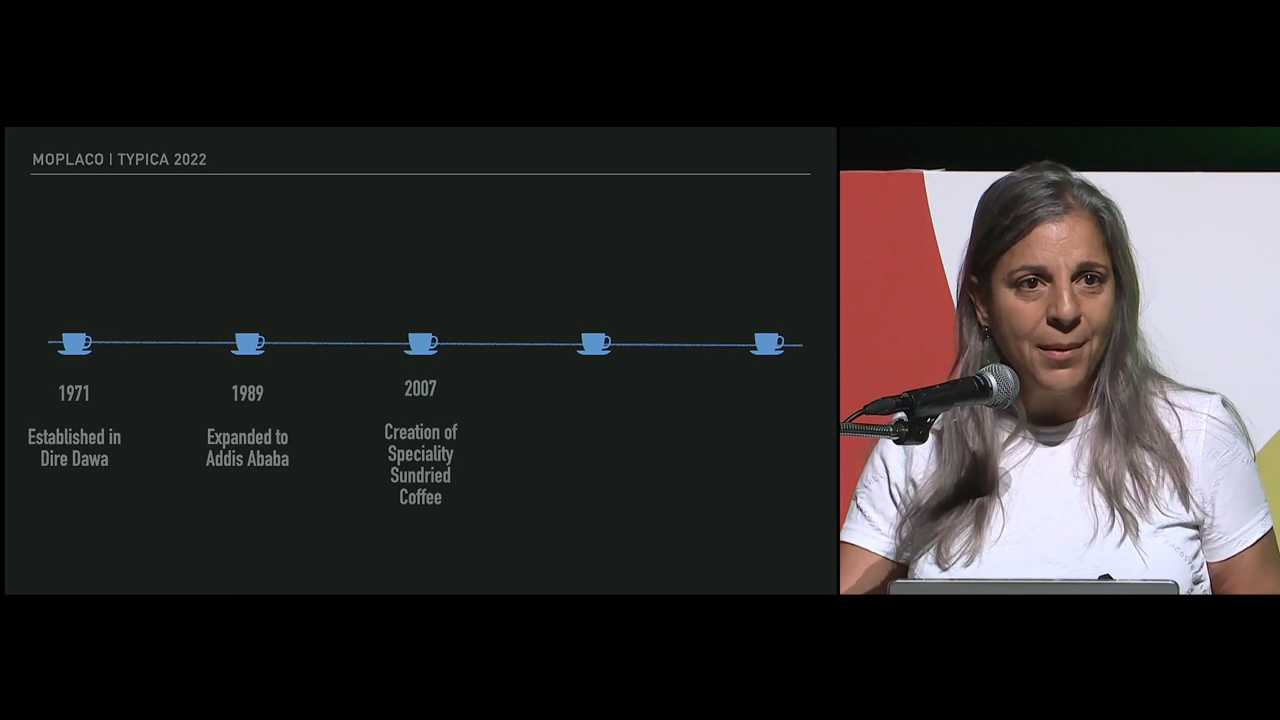 MOPLACO | TYPICA 2022
1971
Established in
Dire Dawa
1989
Expanded to
Addis Ababa
2007
Creation of
Speciality
Sundried
Coffee